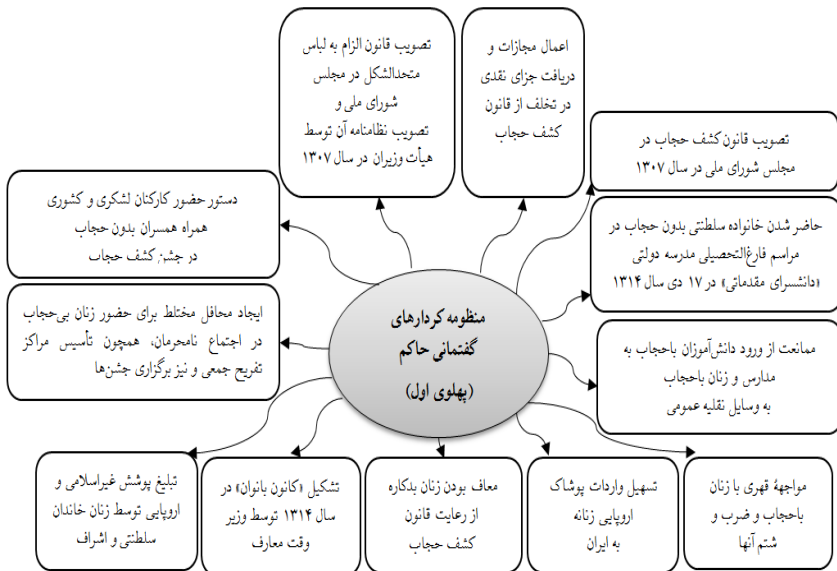 تصویب قانون الزام به لباس
متحدالشکل در مجلس
شورای ملی و
تصویب نظامنامه آن توسط
هیأت وزیران در سال ۱۳۰۷
اعمال مجازات و
دریافت جزای نقدی
در تخلف از قانون
کشف حجاب
تصویب قانون کشف حجاب در
مجلس شورای ملی در سال ۱۳۰۷
دستور حضور کارکنان لشکری و کشوری
همراه همسران بدون حجاب
در جشن کشف حجاب
حاضر شدن خانواده سلطنتی بدون حجاب در
مراسم فارغ‌التحصیلی مدرسه دولتی
«دانشسرای مقدماتی» در ۱۷ دی سال ۱۳۱۴
منظومه کردارهای
گفتمانی حاکم
(پهلوی اول)
ایجاد محافل مختلط برای حضور زنان بی‌حجاب
در اجتماع نامحرمان، همچون تأسیس مراکز
تفریح جمعی و نیز برگزاری جشن‌ها
ممانعت از ورود دانش‌آموزان باحجاب به
مدارس و زنان باحجاب
به وسایل نقلیه عمومی
مواجههٔ قهری با زنان
باحجاب و ضرب و
شتم آنها
تسهیل واردات پوشاک
اروپایی زنانه
به ایران
معاف بودن زنان بدکاره
از رعایت قانون
کشف حجاب
تشکیل «کانون بانوان» در
سال ۱۳۱۴ توسط وزیر
وقت معارف
تبلیغ پوشش غیراسلامی و
اروپایی توسط زنان خاندان
سلطنتی و اشراف